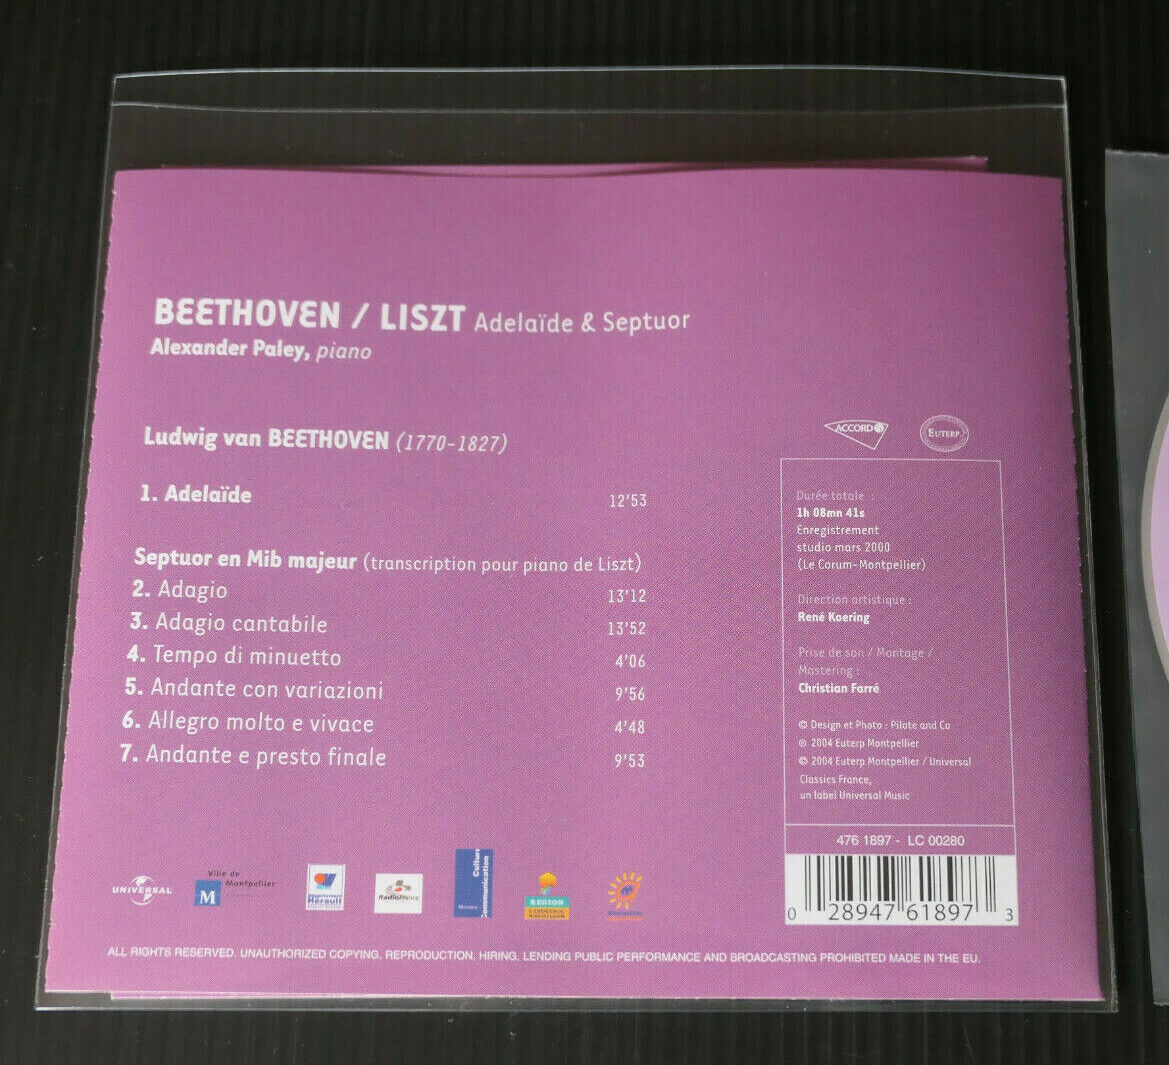 BEETHOVEN / LISZT Adelaïde & Septuor
Alexander Paley, piano
Ludwig van BEETHOVEN (1770-1827)
1. Adelaïde 12'53
Septuor en Mib majeur (transcription pour piano de Liszt)
2. Adagio 13'12
3. Adagio cantabile 13'52
4. Tempo di minuetto 4'06
5. Andante con variazioni 9'56
6. Allegro molto e vivace 4'48
7. Andante e presto finale 9'53
ACCORD
EUTERP
Durée totale :
1h 08mn 41s
Enregistrement
studio mars 2000
(Le Corum-Montpellier)
Direction artistique :
René Koering
Prise de son / Montage /
Mastering :
Christian Farré
© Design et Photo : Pilote and Co
℗ 2004 Euterp Montpellier
© 2004 Euterp Montpellier / Universal
Classics France,
un label Universal Music
476 1897 - LC 00280
0 28947 61897 3
UNIVERSAL
Ville de
Montpellier
M
Hérault
RadioFrance
Culture
Communication
REGION
ALL RIGHTS RESERVED. UNAUTHORIZED COPYING, REPRODUCTION. HIRING. LENDING PUBLIC PERFORMANCE AND BROADCASTING PROHIBITED MADE IN THE EU.